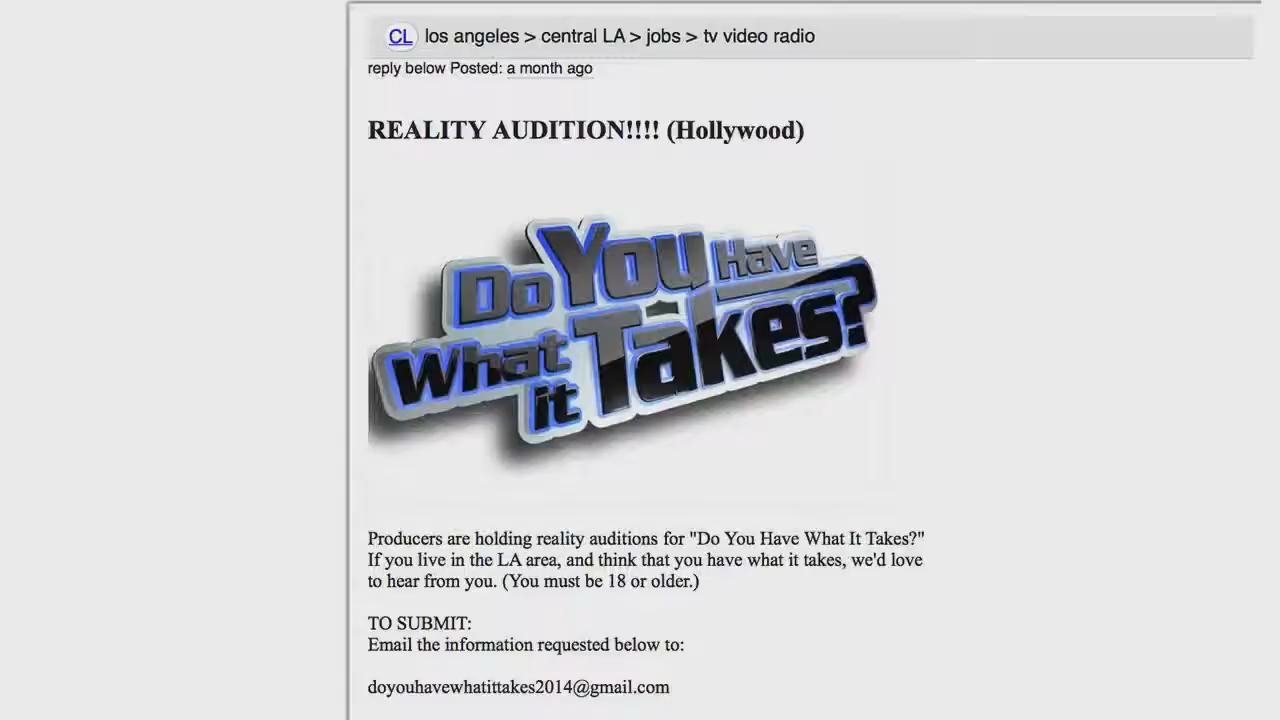 CL los angeles > central LA > jobs > tv video radio
reply below Posted: a month ago
REALITY AUDITION!!!! (Hollywood)
Do You Have
What it Takes?
Producers are holding reality auditions for "Do You Have What It Takes?"
If you live in the LA area, and think that you have what it takes, we'd love
to hear from you. (You must be 18 or older.)
TO SUBMIT:
Email the information requested below to:
doyouhavewhatittakes2014@gmail.com